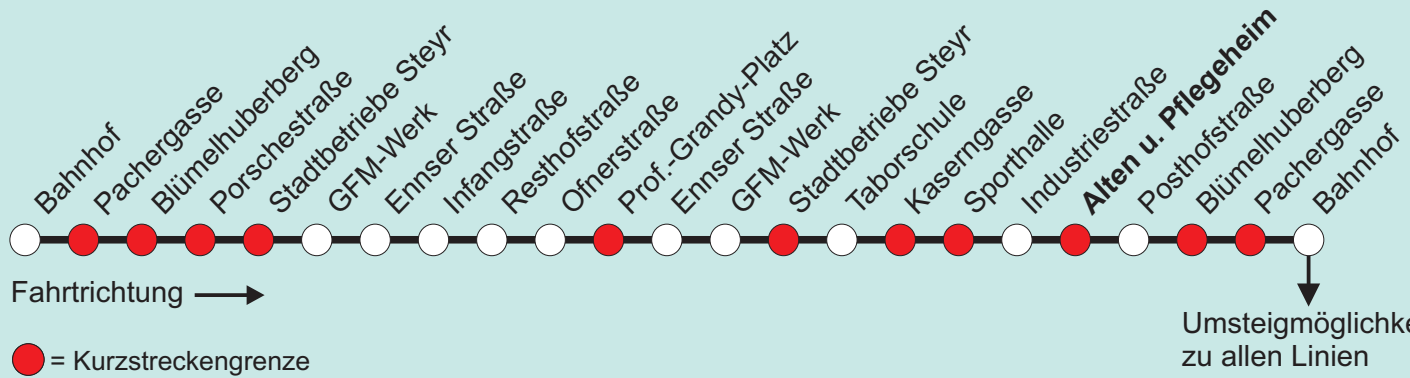 Bahnhof
Pachergasse
Blümelhuberberg
Porschestraße
Stadtbetriebe Steyr
GFM-Werk
Ennser Straße
Infangstraße
Resthofstraße
Ofnerstraße
Prof.-Grandy-Platz
Ennser Straße
GFM-Werk
Stadtbetriebe Steyr
Taborschule
Kaserngasse
Sporthalle
Industriestraße
Alten u. Pflegeheim
Posthofstraße
Blümelhuberberg
Pachergasse
Bahnhof
Fahrtrichtung
= Kurzstreckengrenze
Umsteigmöglichke
zu allen Linien